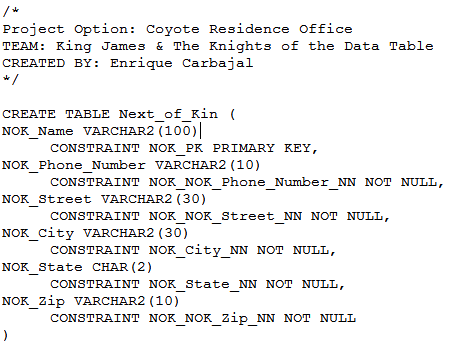 /*
Project Option: Coyote Residence Office
TEAM: King James & The Knights of the Data Table
CREATED BY: Enrique Carbajal
*/

CREATE TABLE Next_of_Kin (
NOK_Name VARCHAR2(100)
CONSTRAINT NOK_PK PRIMARY KEY,
NOK_Phone_Number VARCHAR2(10)
CONSTRAINT NOK_NOK_Phone_Number_NN NOT NULL,
NOK_Street VARCHAR2(30)
CONSTRAINT NOK_NOK_Street_NN NOT NULL,
NOK_City VARCHAR2(30)
CONSTRAINT NOK_City_NN NOT NULL,
NOK_State CHAR(2)
CONSTRAINT NOK_State_NN NOT NULL,
NOK_Zip VARCHAR2(10)
CONSTRAINT NOK_NOK_Zip_NN NOT NULL
)